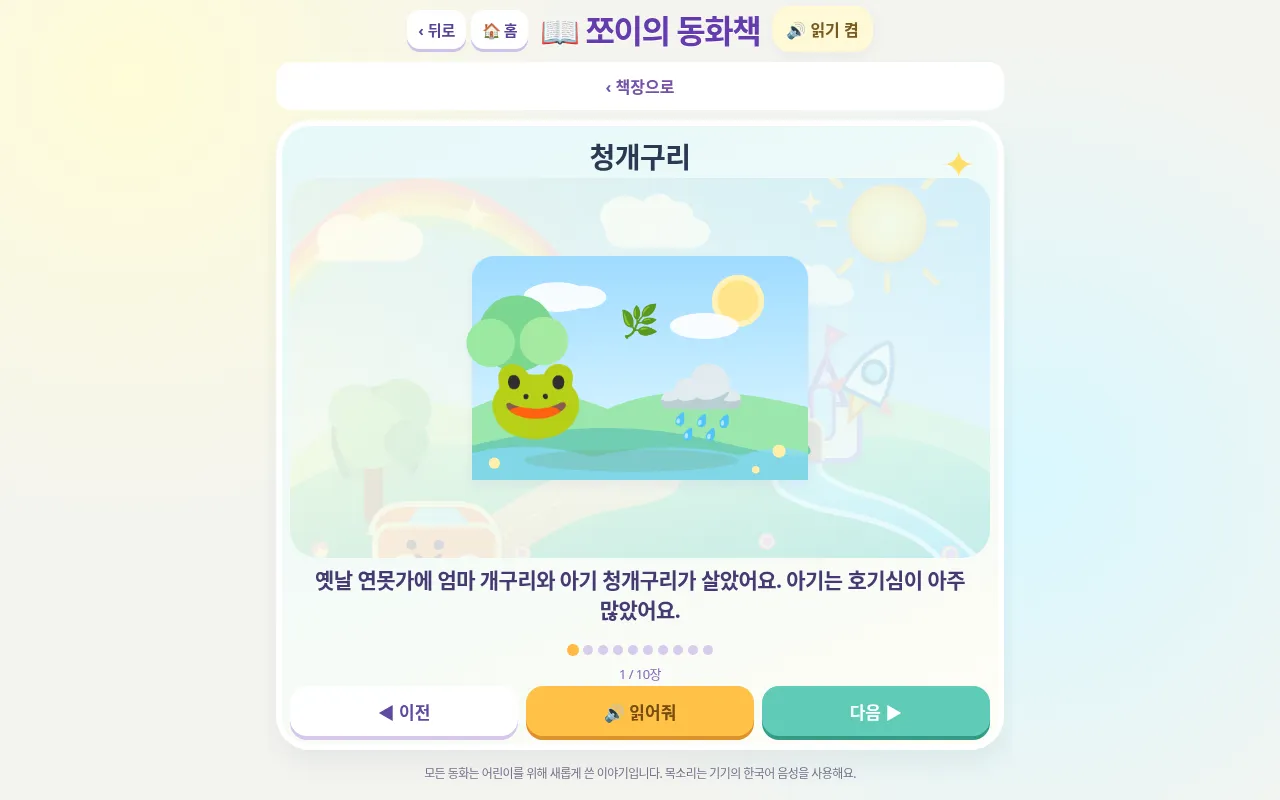 ‹ 뒤로
🏠 홈
📖 쪼이의 동화책
🔊 읽기 켬
‹ 책장으로
청개구리
옛날 연못가에 엄마 개구리와 아기 청개구리가 살았어요. 아기는 호기심이 아주
많았어요.
1 / 10장
◀ 이전
🔊 읽어줘
다음 ▶
모든 동화는 어린이를 위해 새롭게 쓴 이야기입니다. 목소리는 기기의 한국어 음성을 사용해요.